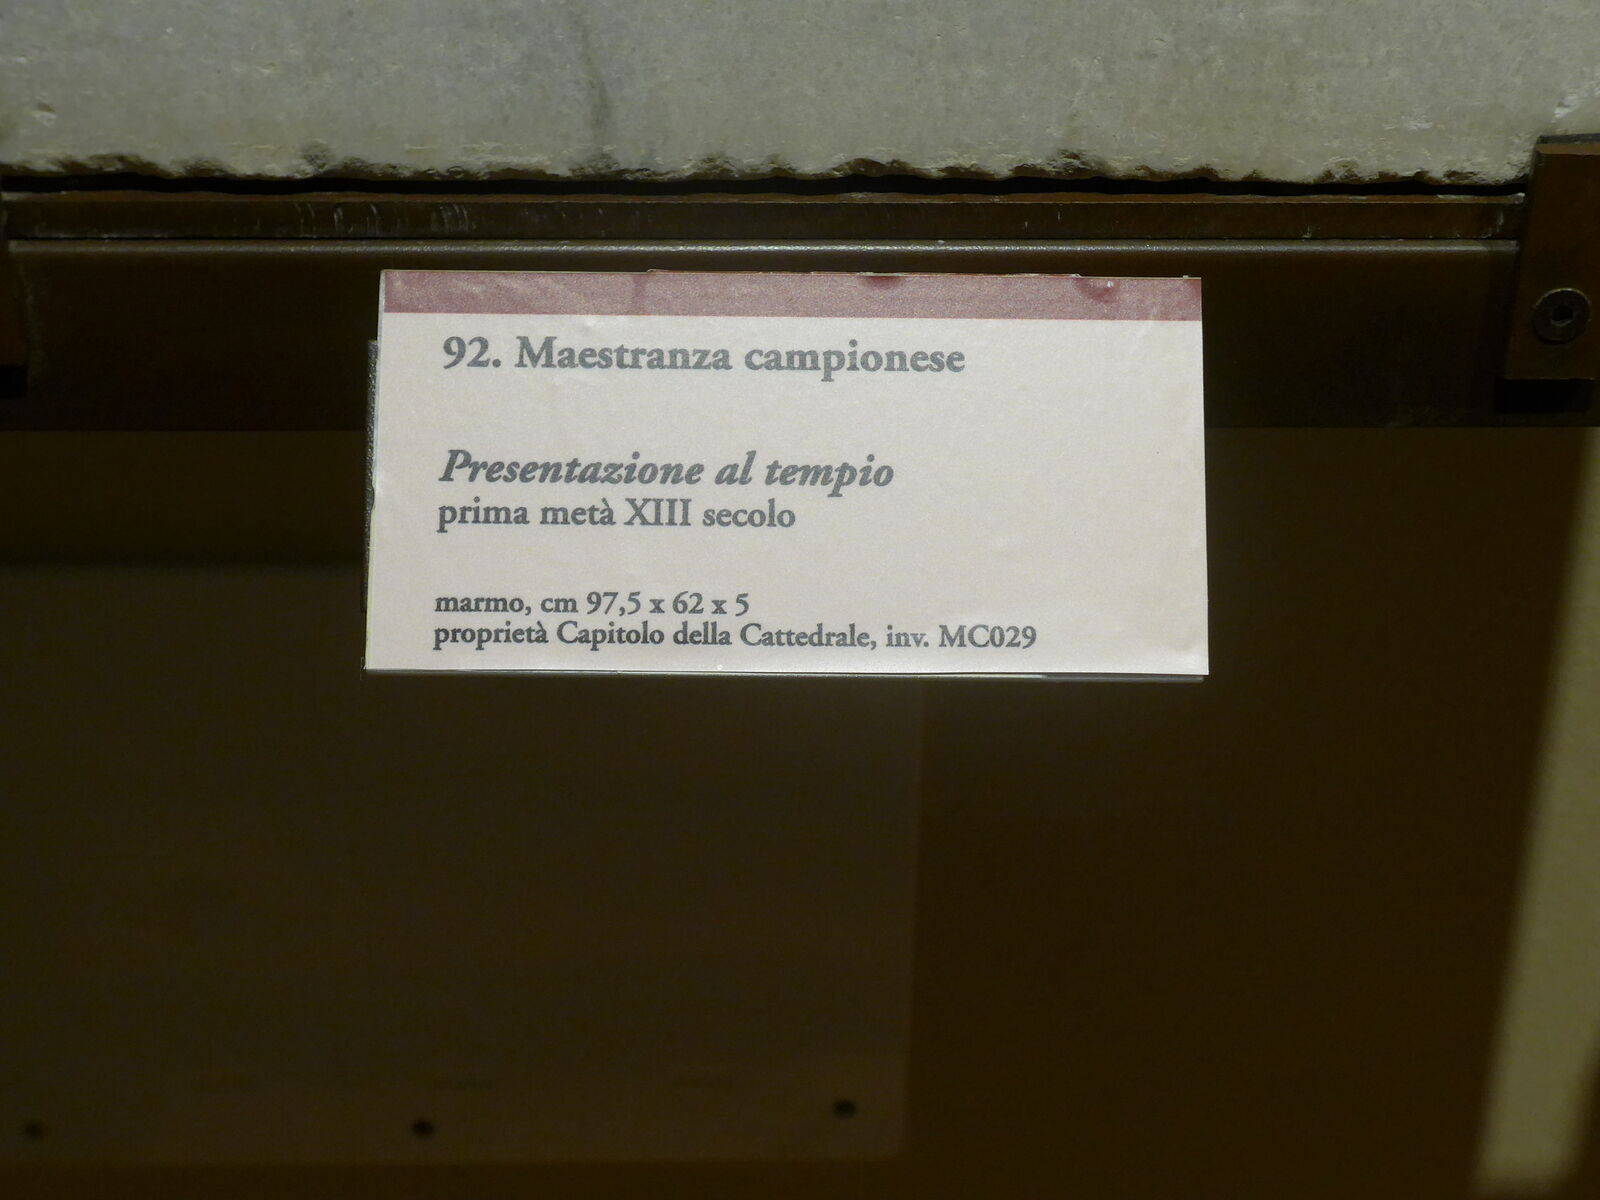 92. Maestranza campionese
Presentazione al tempio
prima metà XIII secolo
marmo, cm 97,5 x 62 x 5
proprietà Capitolo della Cattedrale, inv. MC029